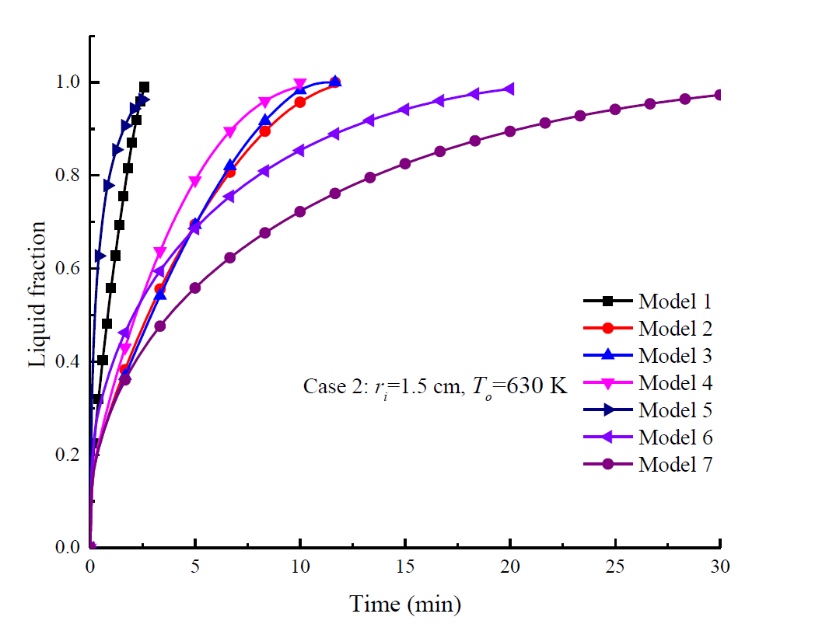 1.0
0.8
0.6
0.4
0.2
0.0
Liquid fraction
Model 1
Model 2
Model 3
Model 4
Model 5
Model 6
Model 7
Case 2: rᵢ=1.5 cm, Tₒ=630 K
0 5 10 15 20 25 30
Time (min)